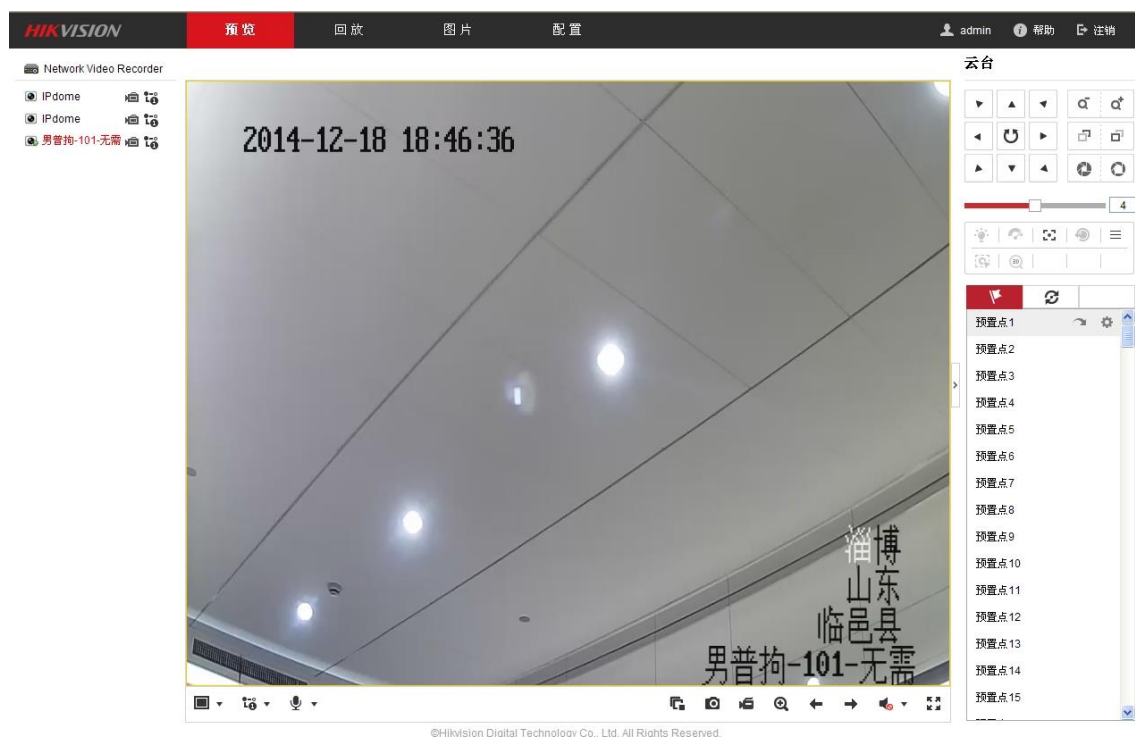 HIKVISION
预览
回放
图片
配置
admin
帮助
注销
Network Video Recorder
IPdome
IPdome
男普拘-101-无需
2014-12-18 18:46:36
淄博
山东
临邑县
男普拘-101-无需
云台
4
3D
预置点1
预置点2
预置点3
预置点4
预置点5
预置点6
预置点7
预置点8
预置点9
预置点10
预置点11
预置点12
预置点13
预置点14
预置点15
©Hikvision Digital Technology Co., Ltd. All Rights Reserved.